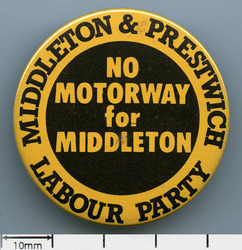 MIDDLETON & PRESTWICH
NO
MOTORWAY
for
MIDDLETON
LABOUR PARTY
10mm